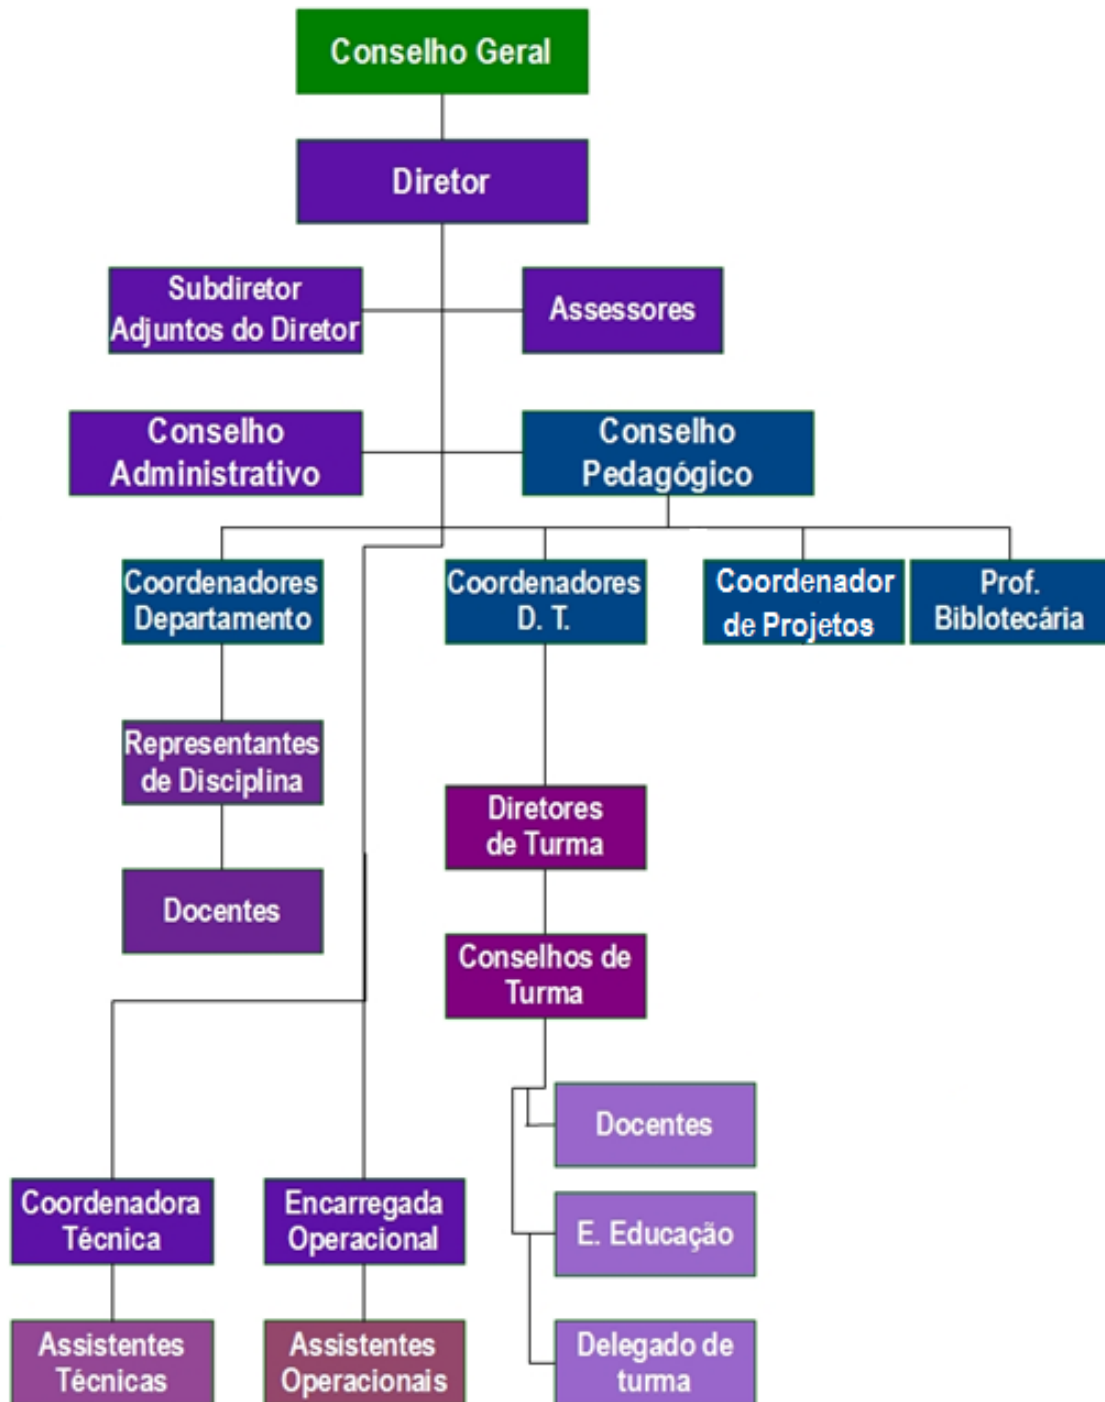 Conselho Geral
Diretor
Subdiretor
Adjuntos do Diretor
Assessores
Conselho
Administrativo
Conselho
Pedagógico
Coordenadores
Departamento
Coordenadores
D. T.
Coordenador
de Projetos
Prof.
Biblotecária
Representantes
de Disciplina
Diretores
de Turma
Docentes
Conselhos de
Turma
Docentes
Coordenadora
Técnica
Encarregada
Operacional
E. Educação
Assistentes
Técnicas
Assistentes
Operacionais
Delegado de
turma